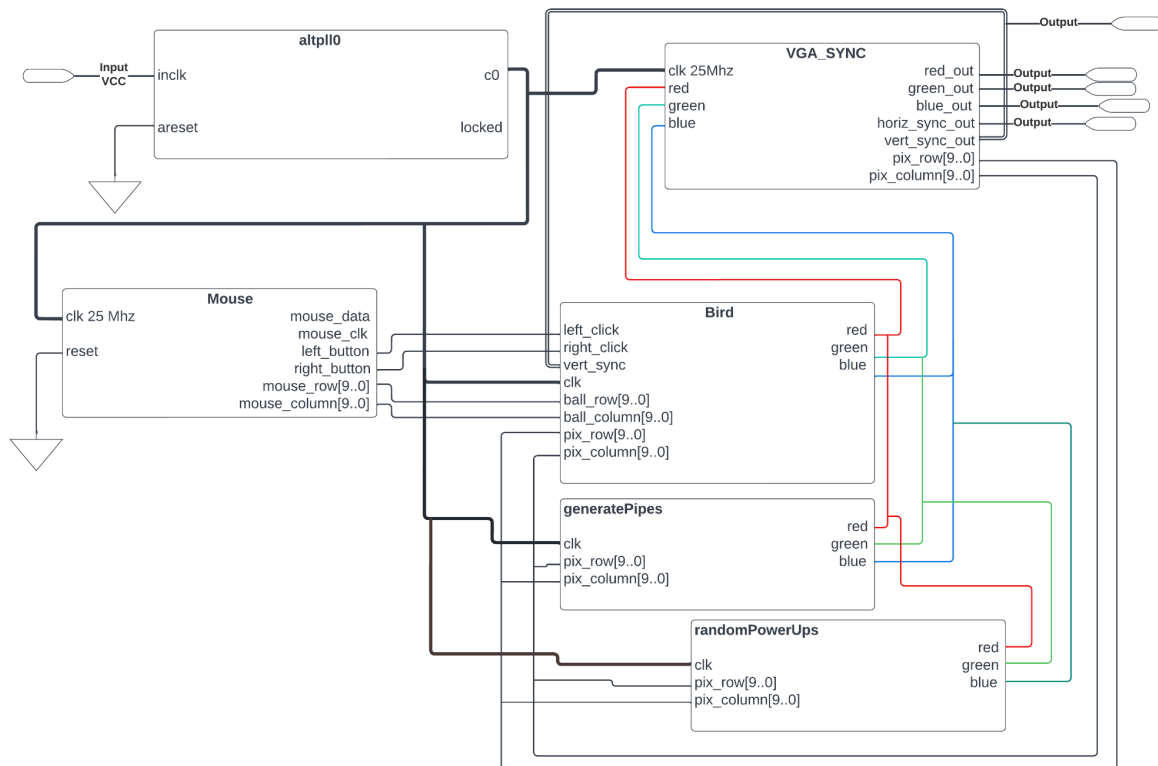 altpll0
Input
VCC
inclk
areset
c0
locked
VGA_SYNC
clk 25Mhz
red
green
blue
red_out
green_out
blue_out
horiz_sync_out
vert_sync_out
pix_row[9..0]
pix_column[9..0]
Output
Output
Output
Output
Output
Mouse
clk 25 Mhz
reset
mouse_data
mouse_clk
left_button
right_button
mouse_row[9..0]
mouse_column[9..0]
Bird
left_click
right_click
vert_sync
clk
ball_row[9..0]
ball_column[9..0]
pix_row[9..0]
pix_column[9..0]
red
green
blue
generatePipes
clk
pix_row[9..0]
pix_column[9..0]
red
green
blue
randomPowerUps
clk
pix_row[9..0]
pix_column[9..0]
red
green
blue